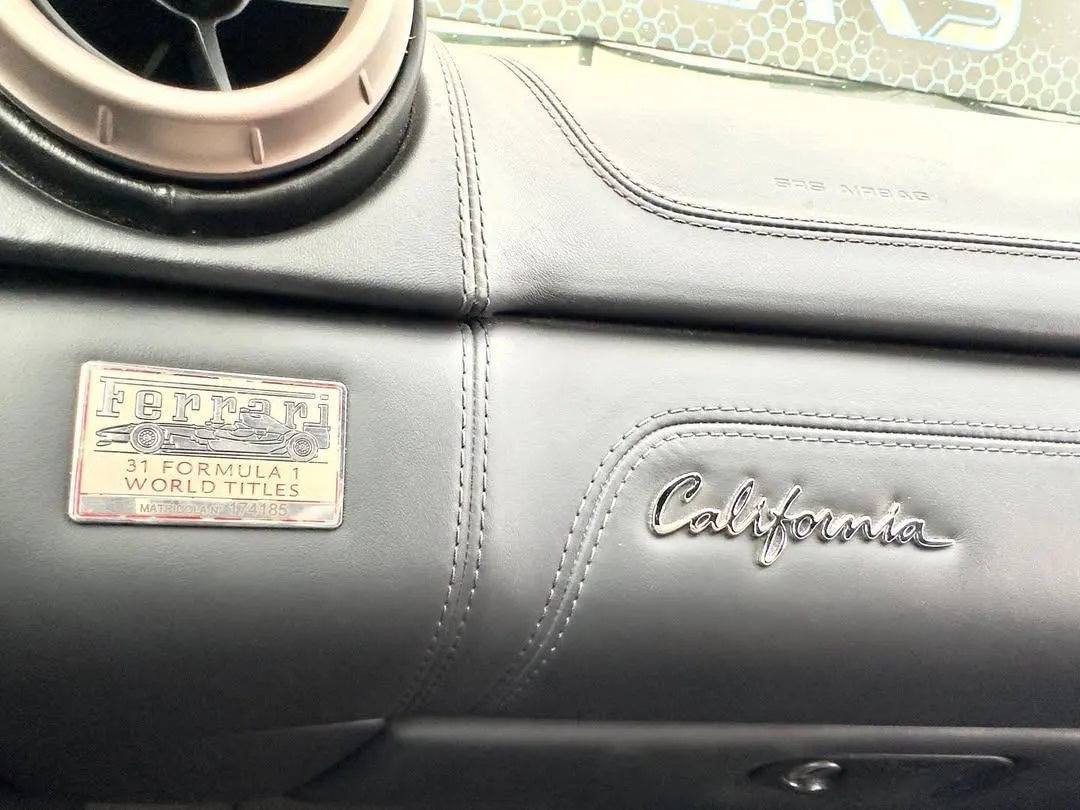 SRS AIRBAG
Ferrari
31 FORMULA 1
WORLD TITLES
MATRICOLA N° 174185
California